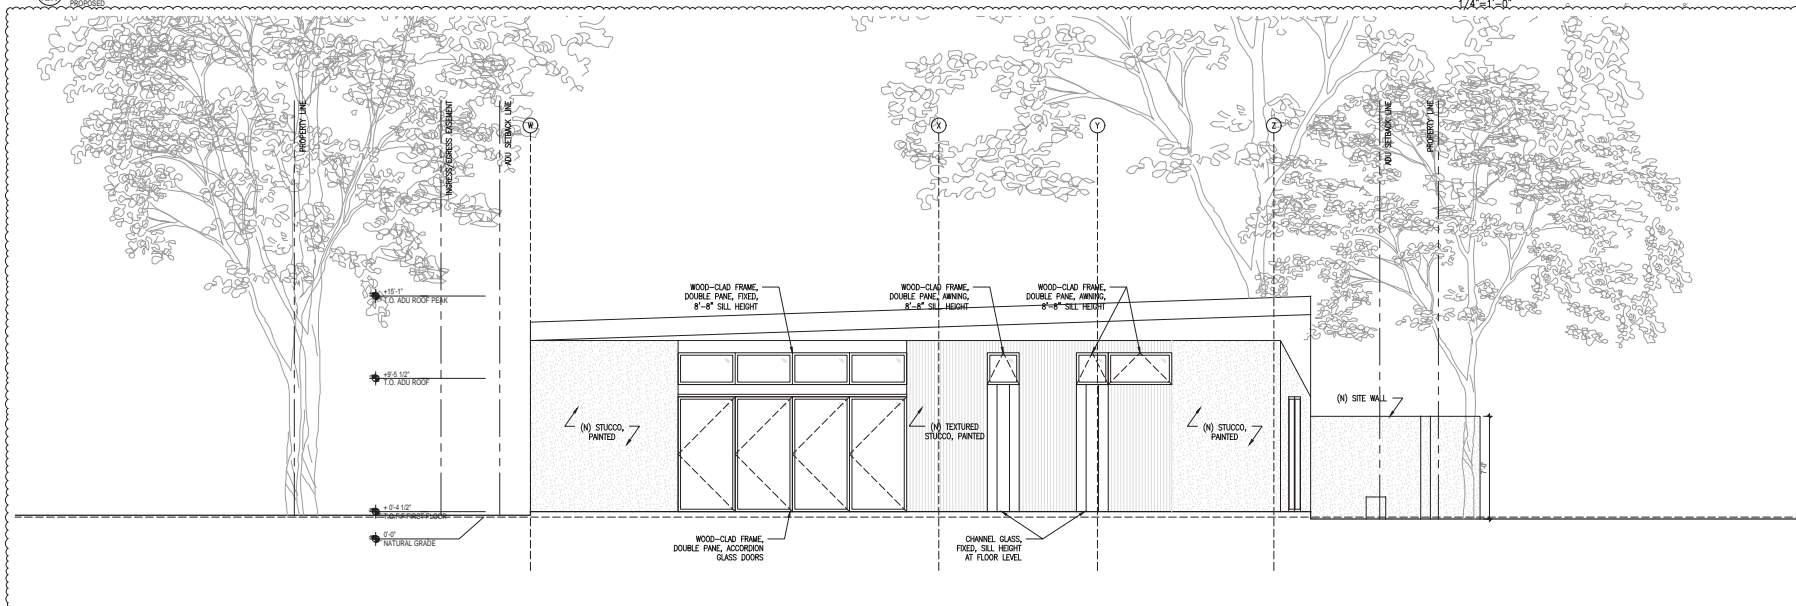 PROPOSED
1/4"=1'-0"
PROPERTY LINE
INGRESS/EGRESS EASEMENT
ADU SETBACK LINE
W
X
Y
Z
ADU SETBACK LINE
PROPERTY LINE
WOOD-CLAD FRAME,
DOUBLE PANE, FIXED,
8'-8" SILL HEIGHT
WOOD-CLAD FRAME,
DOUBLE PANE, AWNING,
8'-8" SILL HEIGHT
WOOD-CLAD FRAME,
DOUBLE PANE, AWNING,
8'-8" SILL HEIGHT
+15'-1"
T.O. ADU ROOF PEAK
+9'-5 1/2"
T.O. ADU ROOF
(N) STUCCO,
PAINTED
(N) TEXTURED
STUCCO, PAINTED
(N) STUCCO,
PAINTED
(N) SITE WALL
7'-0"
+ 0'-4 1/2"
T.O.F.F FIRST FLOOR
0'-0"
NATURAL GRADE
WOOD-CLAD FRAME,
DOUBLE PANE, ACCORDION
GLASS DOORS
CHANNEL GLASS,
FIXED, SILL HEIGHT
AT FLOOR LEVEL